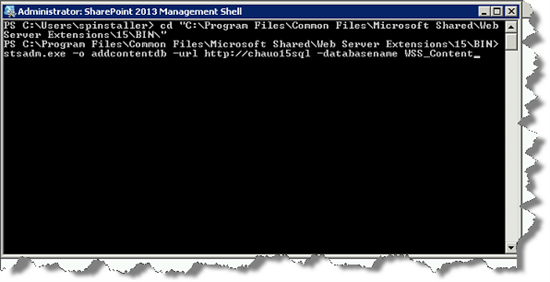 Administrator: SharePoint 2013 Management Shell
PS C:\Users\spinstaller> cd "C:\Program Files\Common Files\Microsoft Shared\Web
Server Extensions\15\BIN\"
PS C:\Program Files\Common Files\Microsoft Shared\Web Server Extensions\15\BIN>
stsadm.exe -o addcontentdb -url http://chauo15sql -databasename WSS_Content_